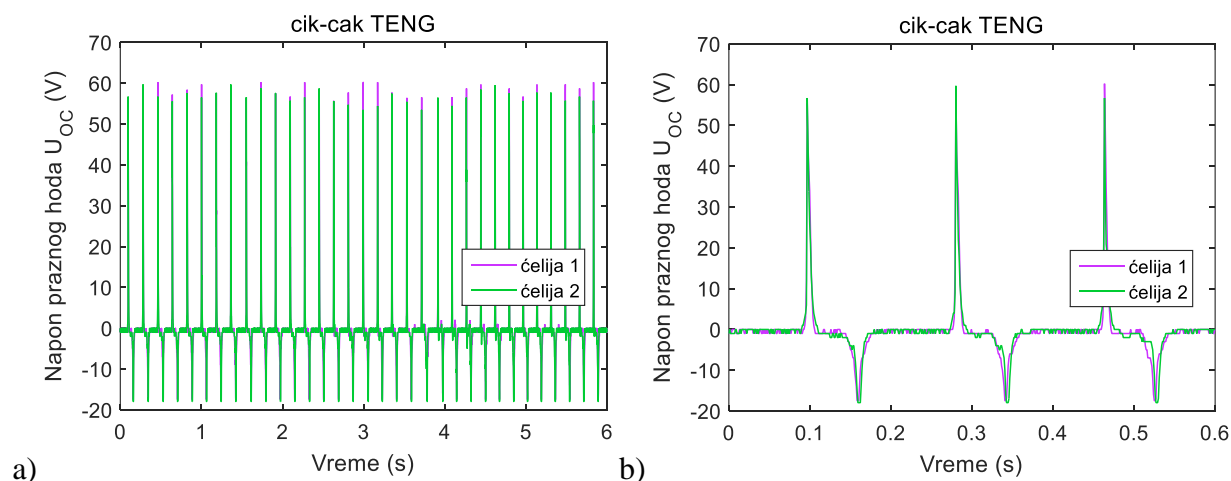 cik-cak TENG
Napon praznog hoda U_OC (V)
70
60
50
40
30
20
10
0
-10
-20
0 1 2 3 4 5 6
Vreme (s)
ćelija 1
ćelija 2
a)
cik-cak TENG
Napon praznog hoda U_OC (V)
70
60
50
40
30
20
10
0
-10
-20
0 0.1 0.2 0.3 0.4 0.5 0.6
Vreme (s)
ćelija 1
ćelija 2
b)